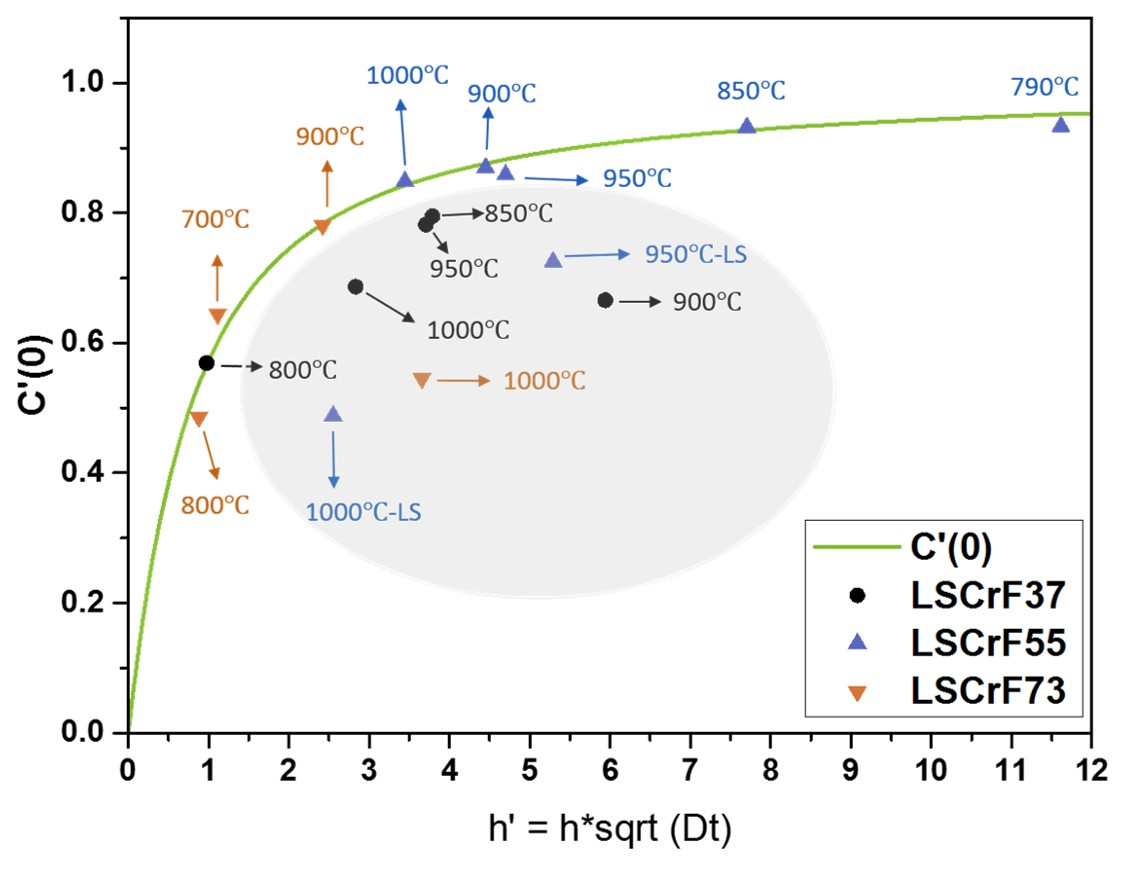 1.0
0.8
0.6
0.4
0.2
0.0
C'(0)
1000℃
900℃
850℃
790℃
900℃
950℃
700℃
850℃
950℃
950℃-LS
900℃
1000℃
800℃
1000℃
800℃
1000℃-LS
C'(0)
LSCrF37
LSCrF55
LSCrF73
0 1 2 3 4 5 6 7 8 9 10 11 12
h' = h*sqrt (Dt)